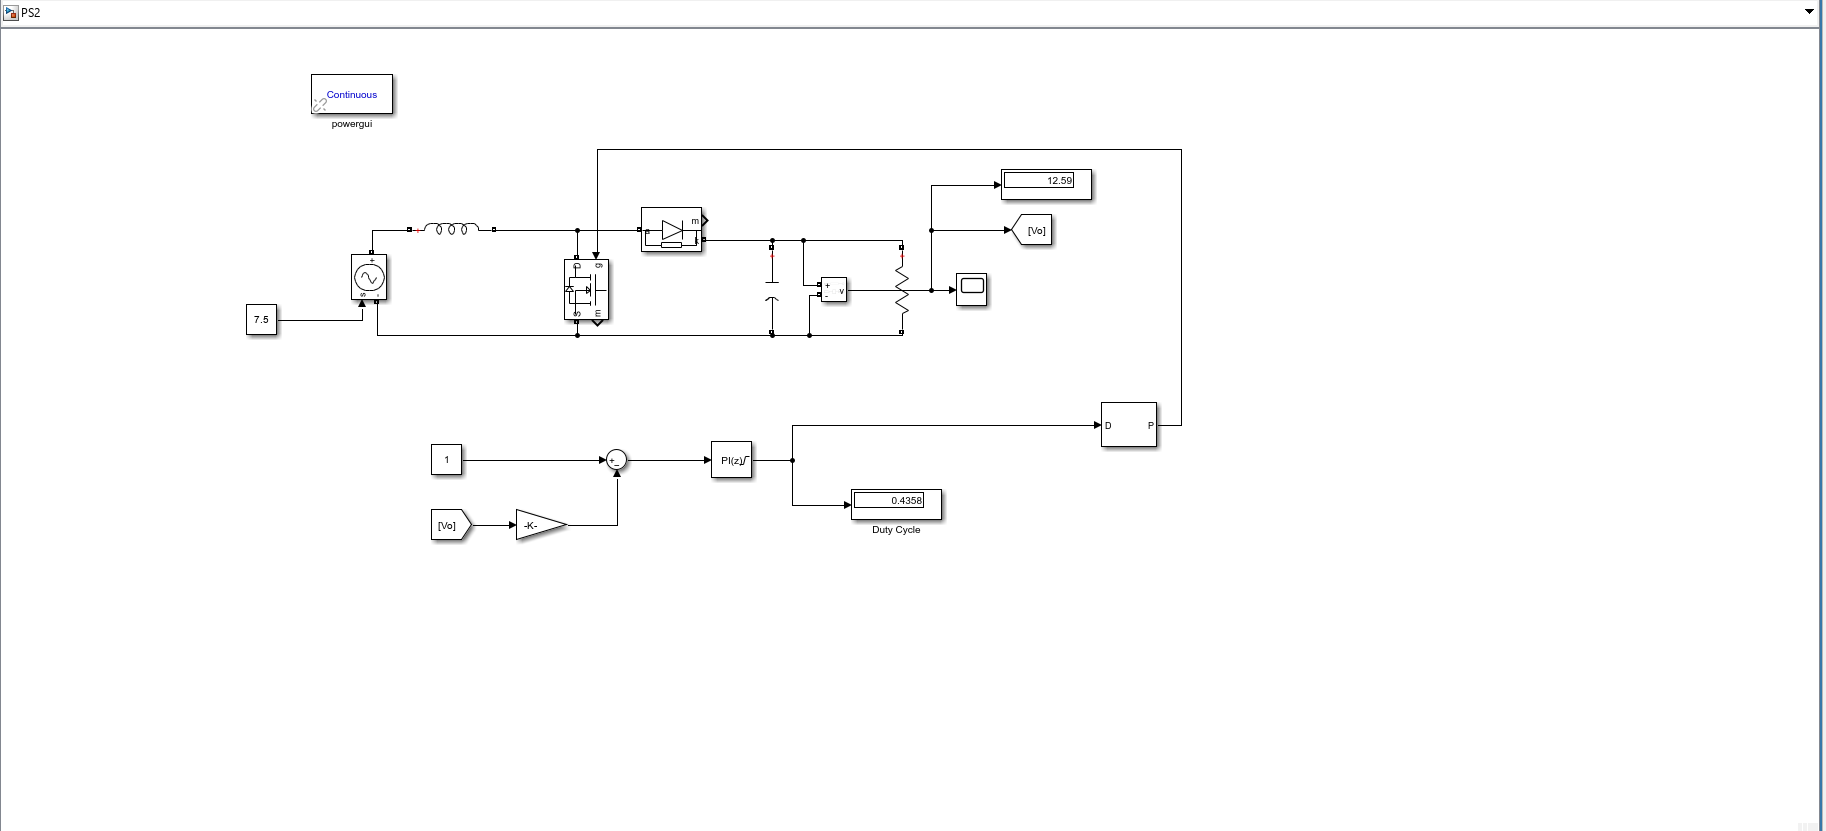 PS2
Continuous
powergui
12.59
[Vo]
m
a
k
+
D
g
S
m
+
-
v
s
-
7.5
1
+
-
PI(z)
D
P
0.4358
Duty Cycle
[Vo]
-K-